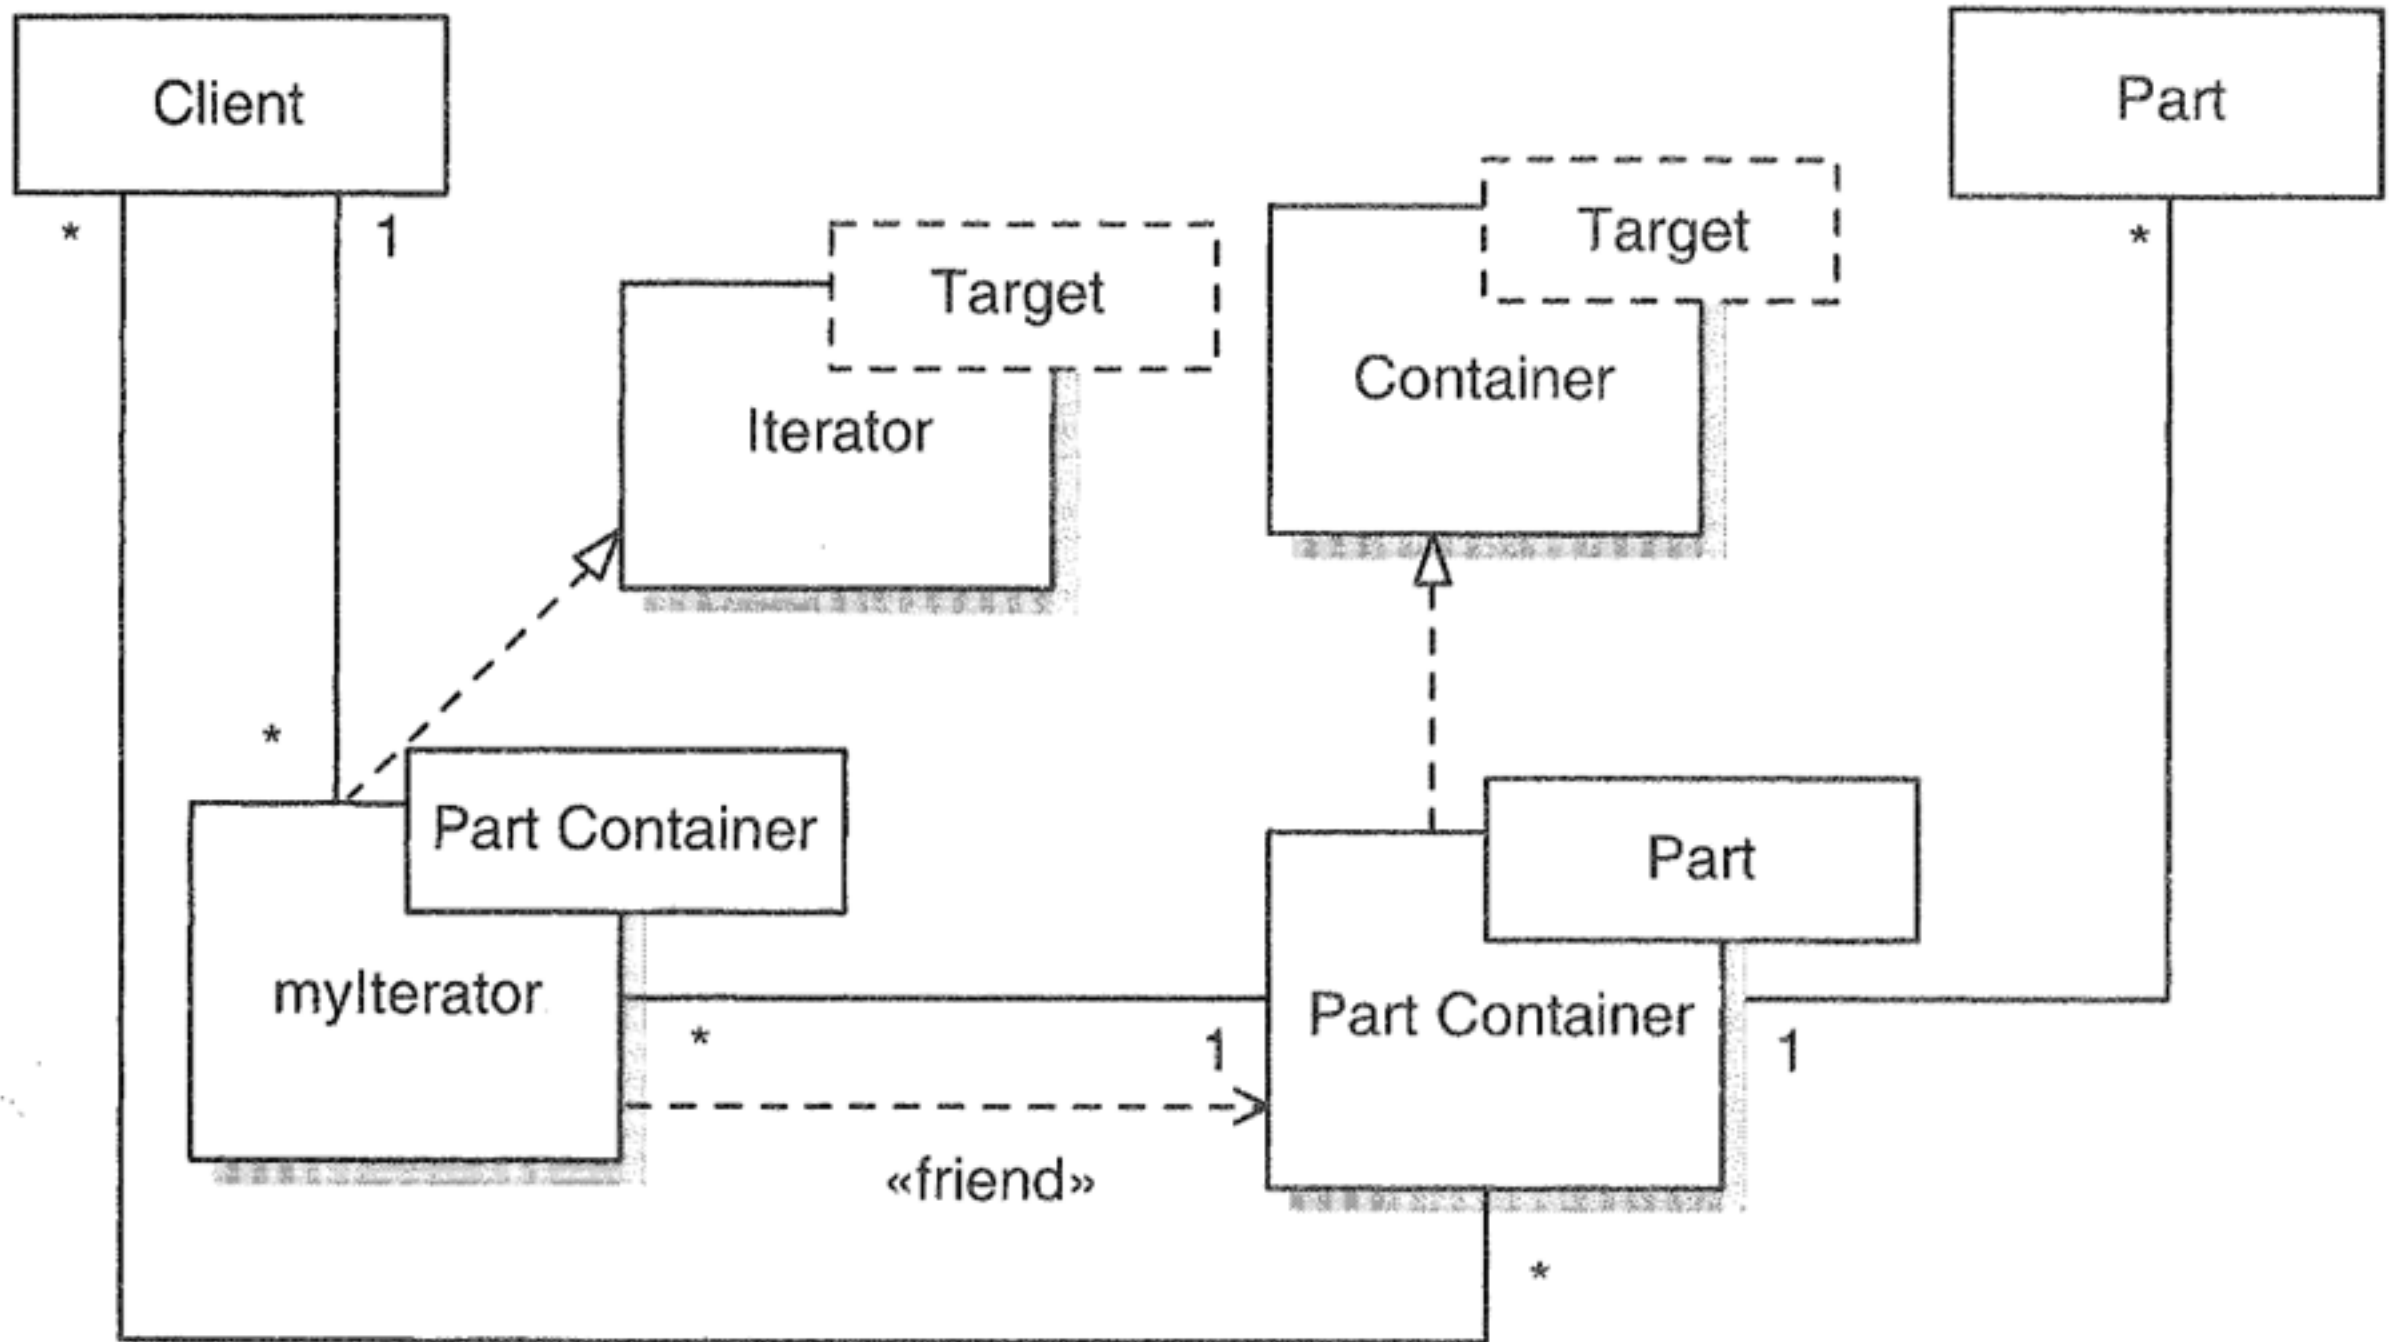 Client
Part
*
1
*
Target
Target
Container
Iterator
*
Part Container
Part
myIterator
Part Container
*
1
1
«friend»
*